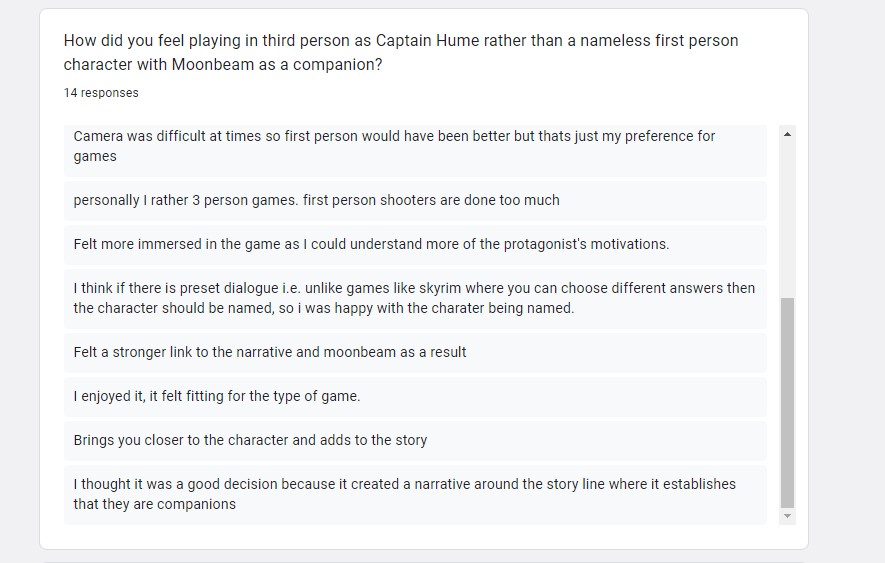 How did you feel playing in third person as Captain Hume rather than a nameless first person
character with Moonbeam as a companion?
14 responses
Camera was difficult at times so first person would have been better but thats just my preference for
games
personally I rather 3 person games. first person shooters are done too much
Felt more immersed in the game as I could understand more of the protagonist's motivations.
I think if there is preset dialogue i.e. unlike games like skyrim where you can choose different answers then
the character should be named, so i was happy with the charater being named.
Felt a stronger link to the narrative and moonbeam as a result
I enjoyed it, it felt fitting for the type of game.
Brings you closer to the character and adds to the story
I thought it was a good decision because it created a narrative around the story line where it establishes
that they are companions